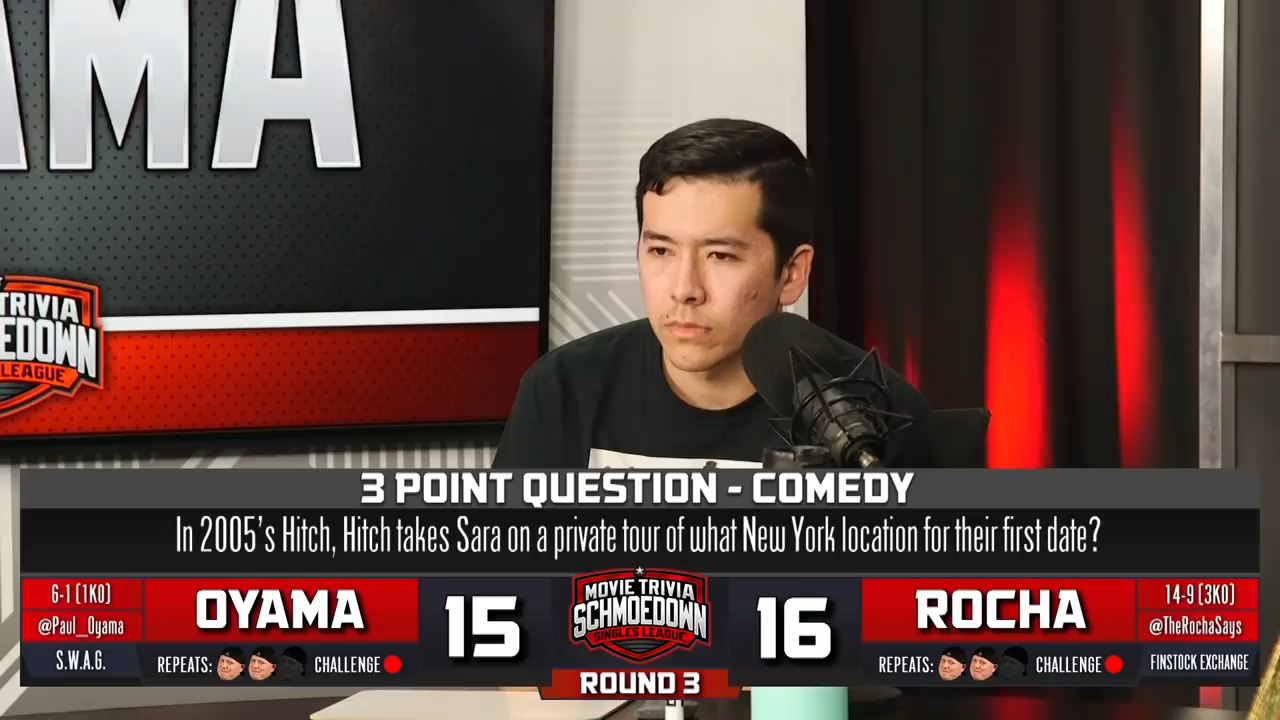 AMA
TRIVIA
EDOWN
LEAGUE
3 POINT QUESTION - COMEDY
In 2005's Hitch, Hitch takes Sara on a private tour of what New York location for their first date?
6-1 (1KO)
@Paul_Oyama
S.W.A.G.
OYAMA
REPEATS:
CHALLENGE
15
MOVIE TRIVIA
SCHMOEDOWN
SINGLES LEAGUE
ROUND 3
16
ROCHA
REPEATS:
CHALLENGE
14-9 (3KO)
@TheRochaSays
FINSTOCK EXCHANGE